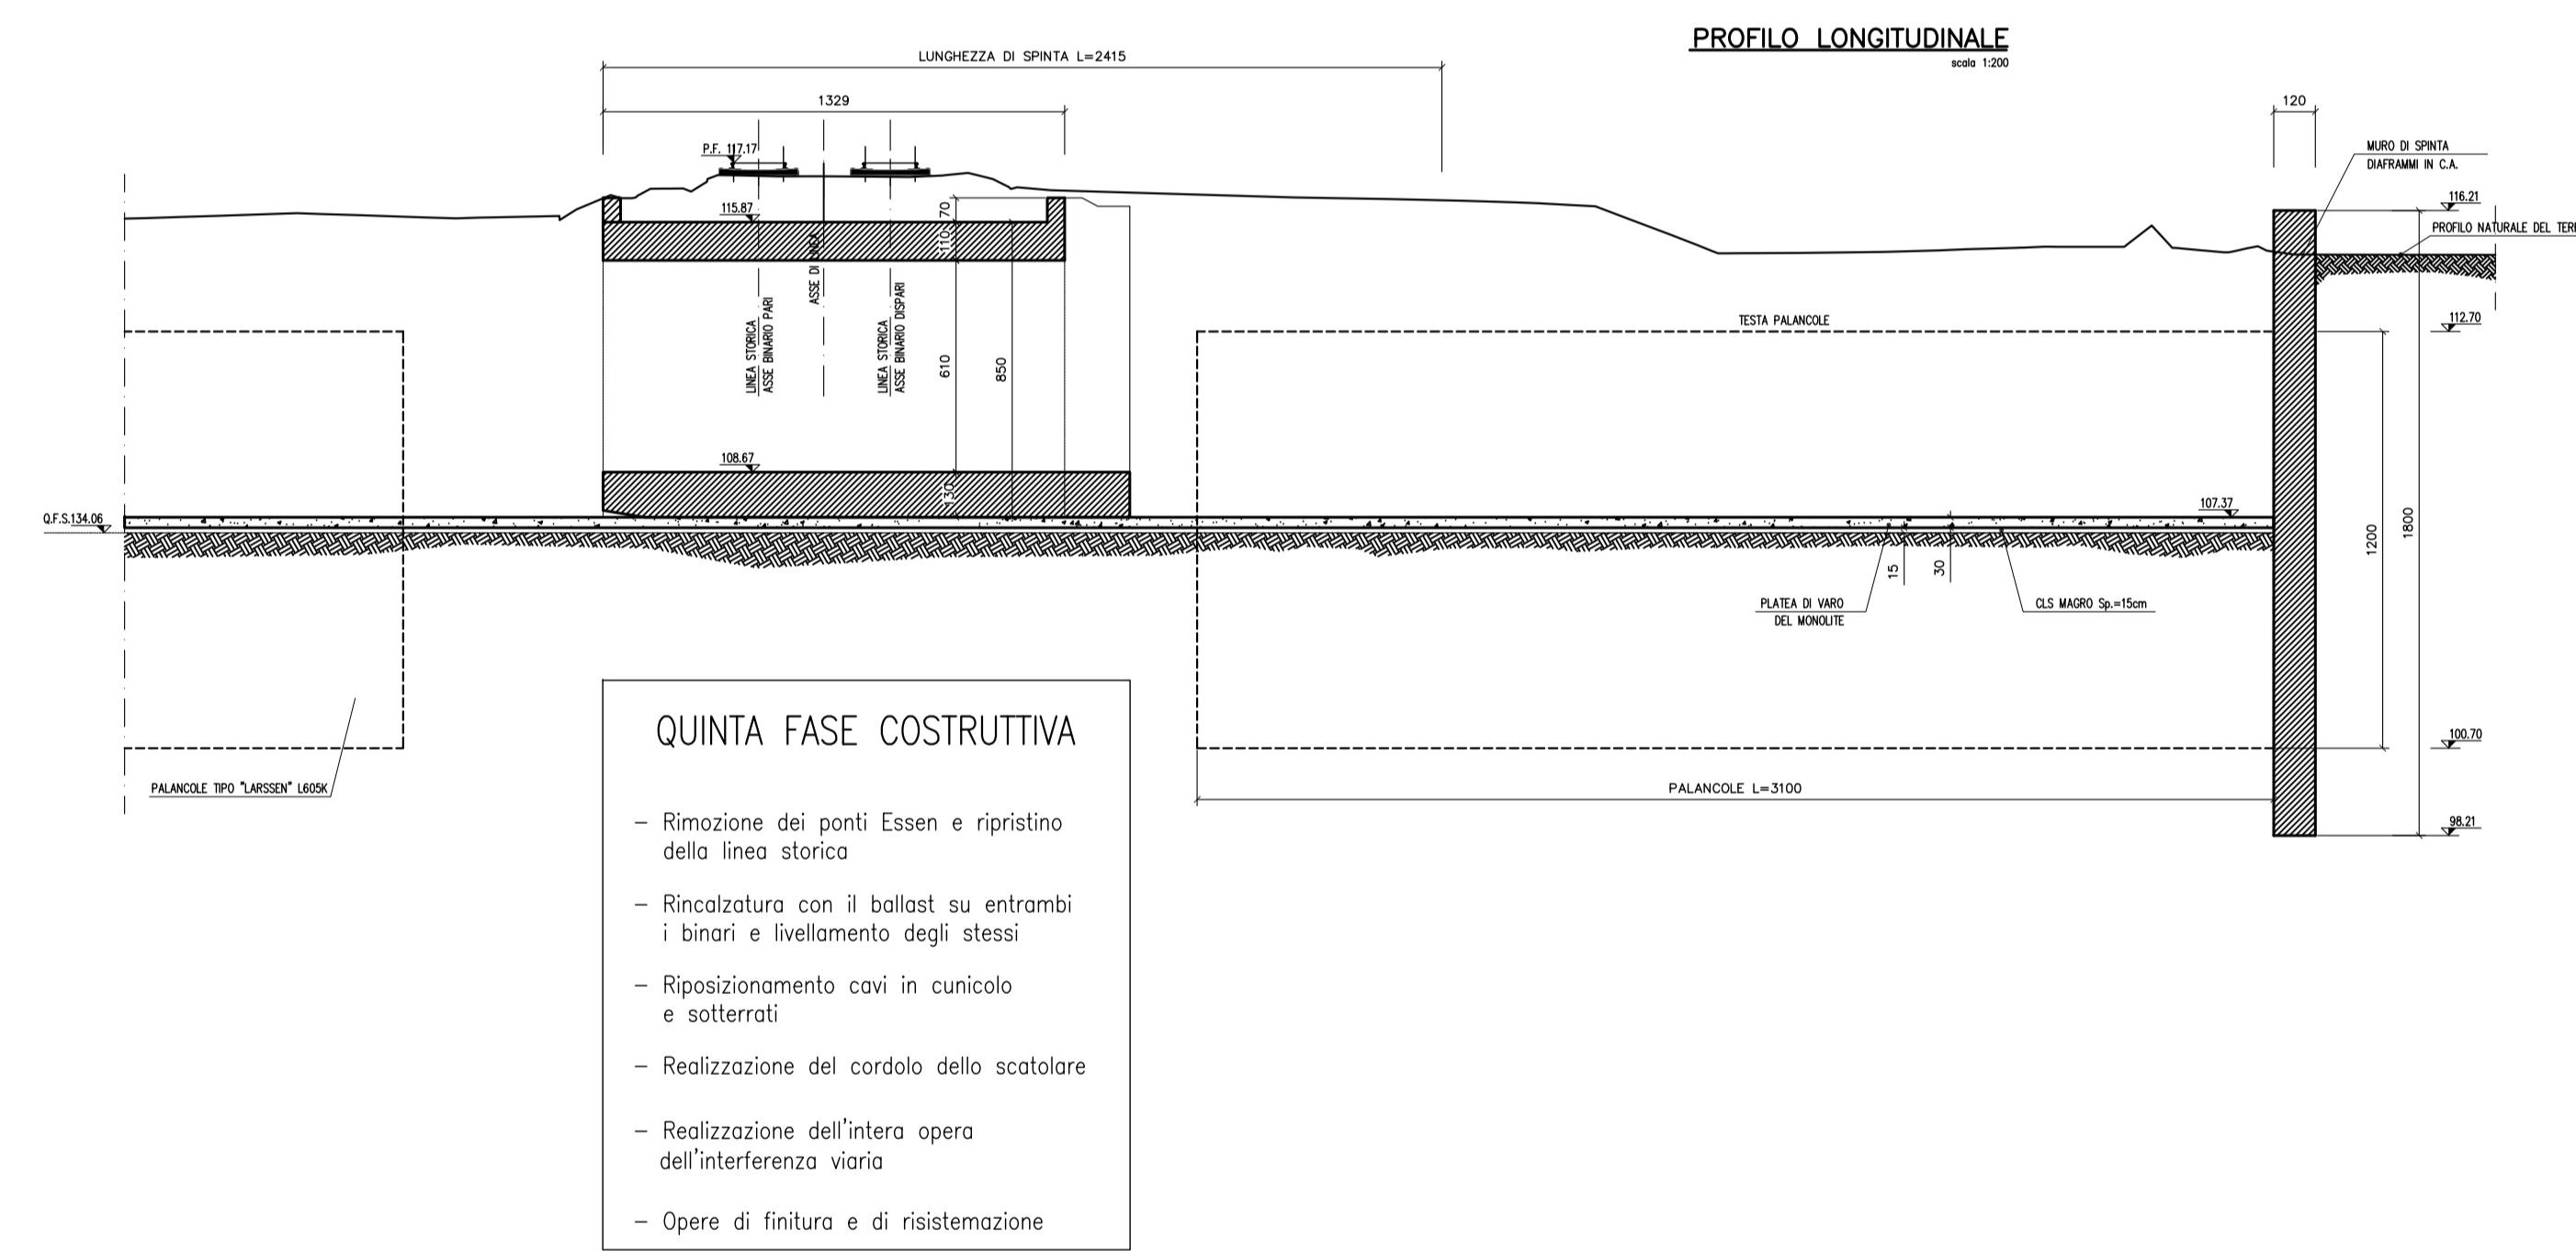 PROFILO LONGITUDINALE
scala 1:200
LUNGHEZZA DI SPINTA L=2415
1329
120
P.F. 117.17
MURO DI SPINTA
DIAFRAMMI IN C.A.
115.87
70
110
116.21
PROFILO NATURALE DEL
ASSE DI LINEA
LINEA STORICA
ASSE BINARIO PARI
LINEA STORICA
ASSE BINARIO DISPARI
610
850
TESTA PALANCOLE
112.70
108.67
130
Q.F.S.134.06
107.37
1200
1800
15
30
PLATEA DI VARO
DEL MONOLITE
CLS MAGRO Sp.=15cm
100.70
PALANCOLE TIPO "LARSSEN" L605K
PALANCOLE L=3100
98.21
QUINTA FASE COSTRUTTIVA
- Rimozione dei ponti Essen e ripristino
della linea storica
- Rincalzatura con il ballast su entrambi
i binari e livellamento degli stessi
- Riposizionamento cavi in cunicolo
e sotterrati
- Realizzazione del cordolo dello scatolare
- Realizzazione dell'intera opera
dell'interferenza viaria
- Opere di finitura e di risistemazione